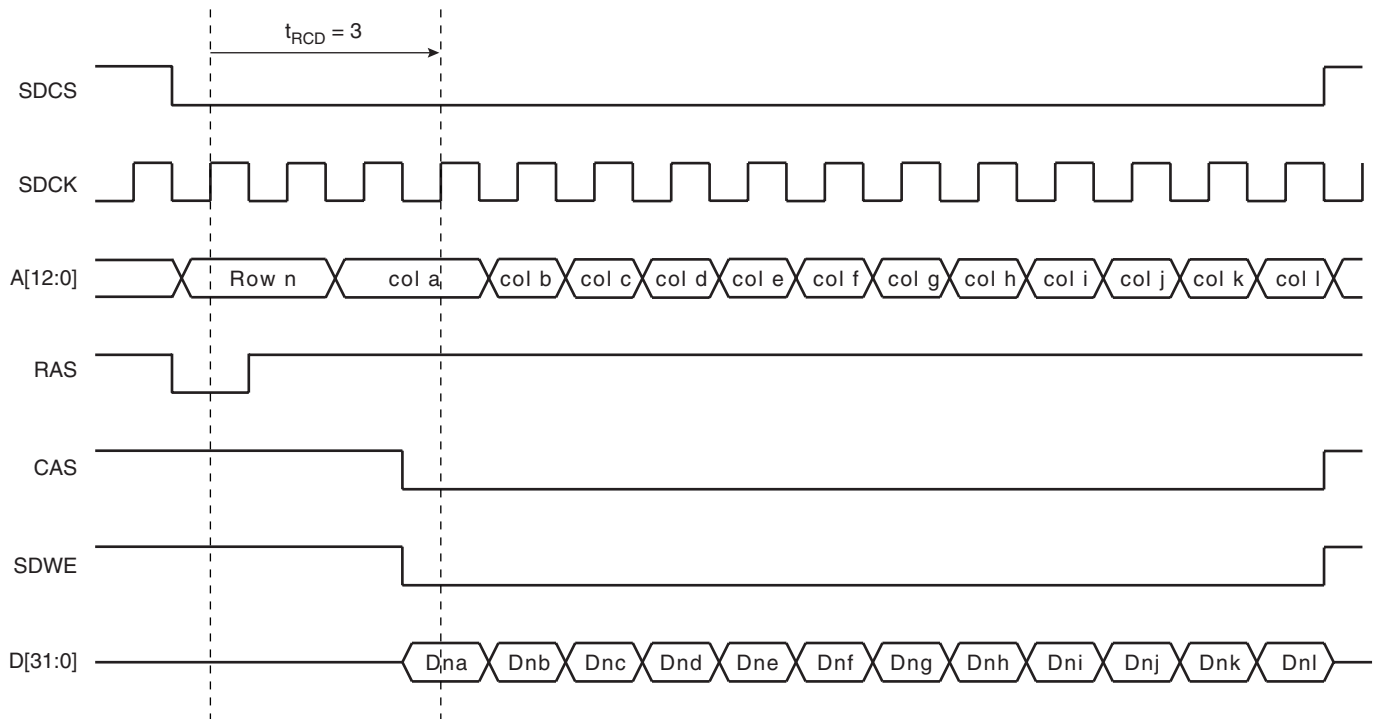 tRCD = 3
SDCS
SDCK
A[12:0] Row n col a col b col c col d col e col f col g col h col i col j col k col l
RAS
CAS
SDWE
D[31:0] Dna Dnb Dnc Dnd Dne Dnf Dng Dnh Dni Dnj Dnk Dnl